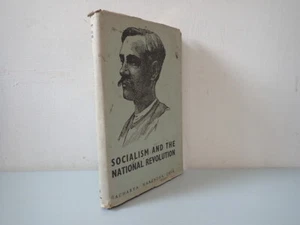 SOCIALISM AND THE
NATIONAL REVOLUTION